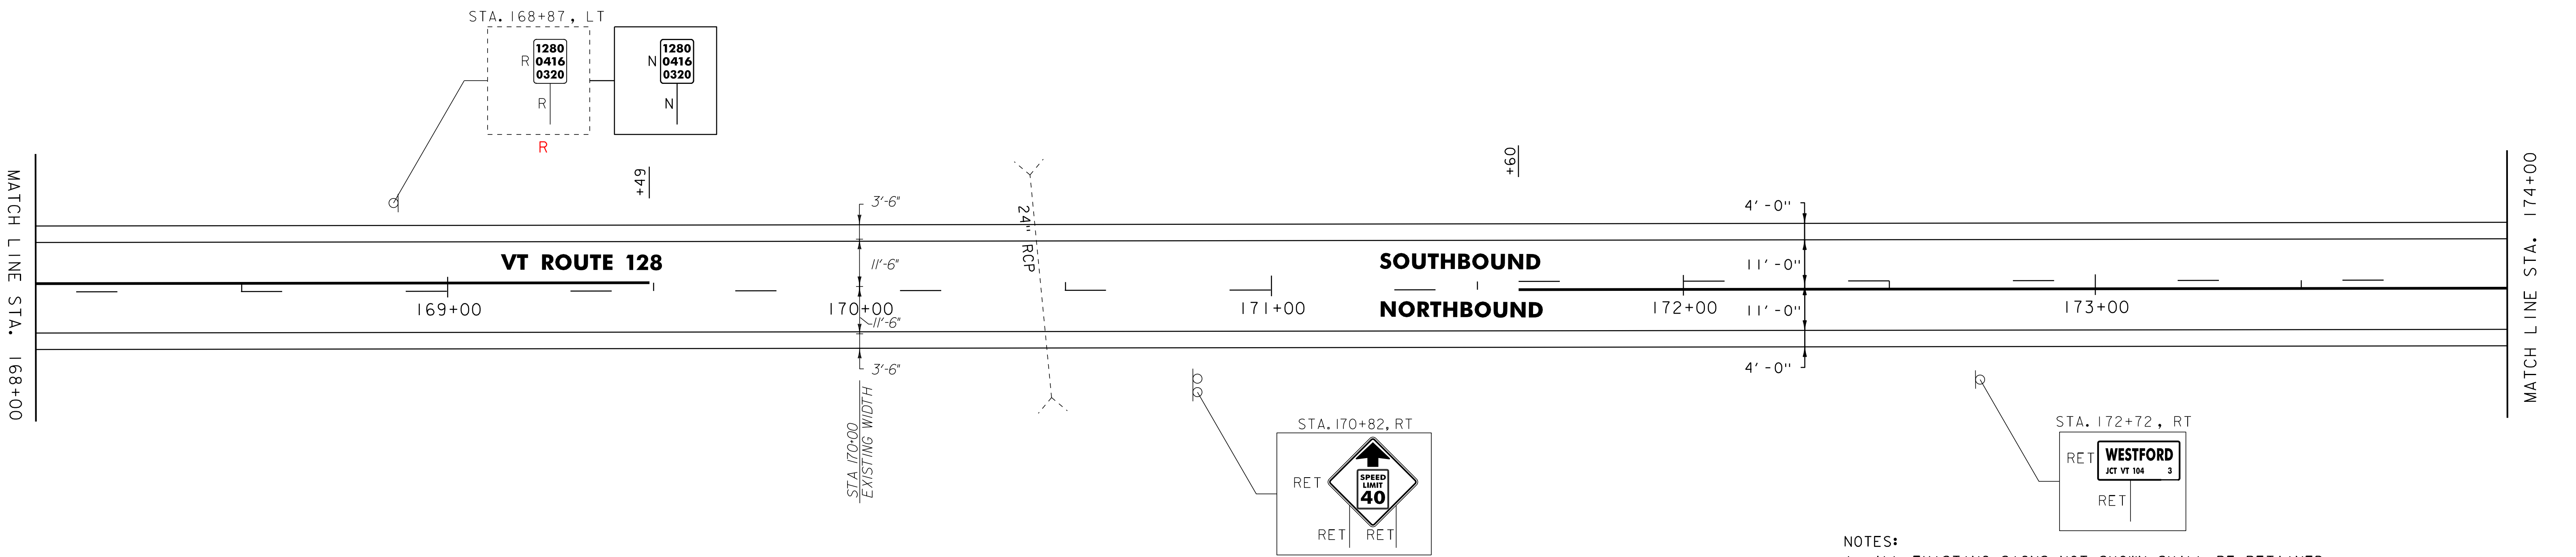 STA. 168+87, LT
R
1280
0416
0320
R
R
N
1280
0416
0320
N
+49
+60
MATCH LINE STA. 168+00
MATCH LINE STA. 174+00
3'-6"
11'-6"
11'-6"
3'-6"
24" RCP
4'-0"
11'-0"
11'-0"
4'-0"
VT ROUTE 128
SOUTHBOUND
NORTHBOUND
169+00
170+00
171+00
172+00
173+00
STA 170+00
EXISTING WIDTH
STA. 170+82, RT
RET
SPEED
LIMIT
40
RET RET
STA. 172+72, RT
RET
WESTFORD
JCT VT 104 3
RET
NOTES: